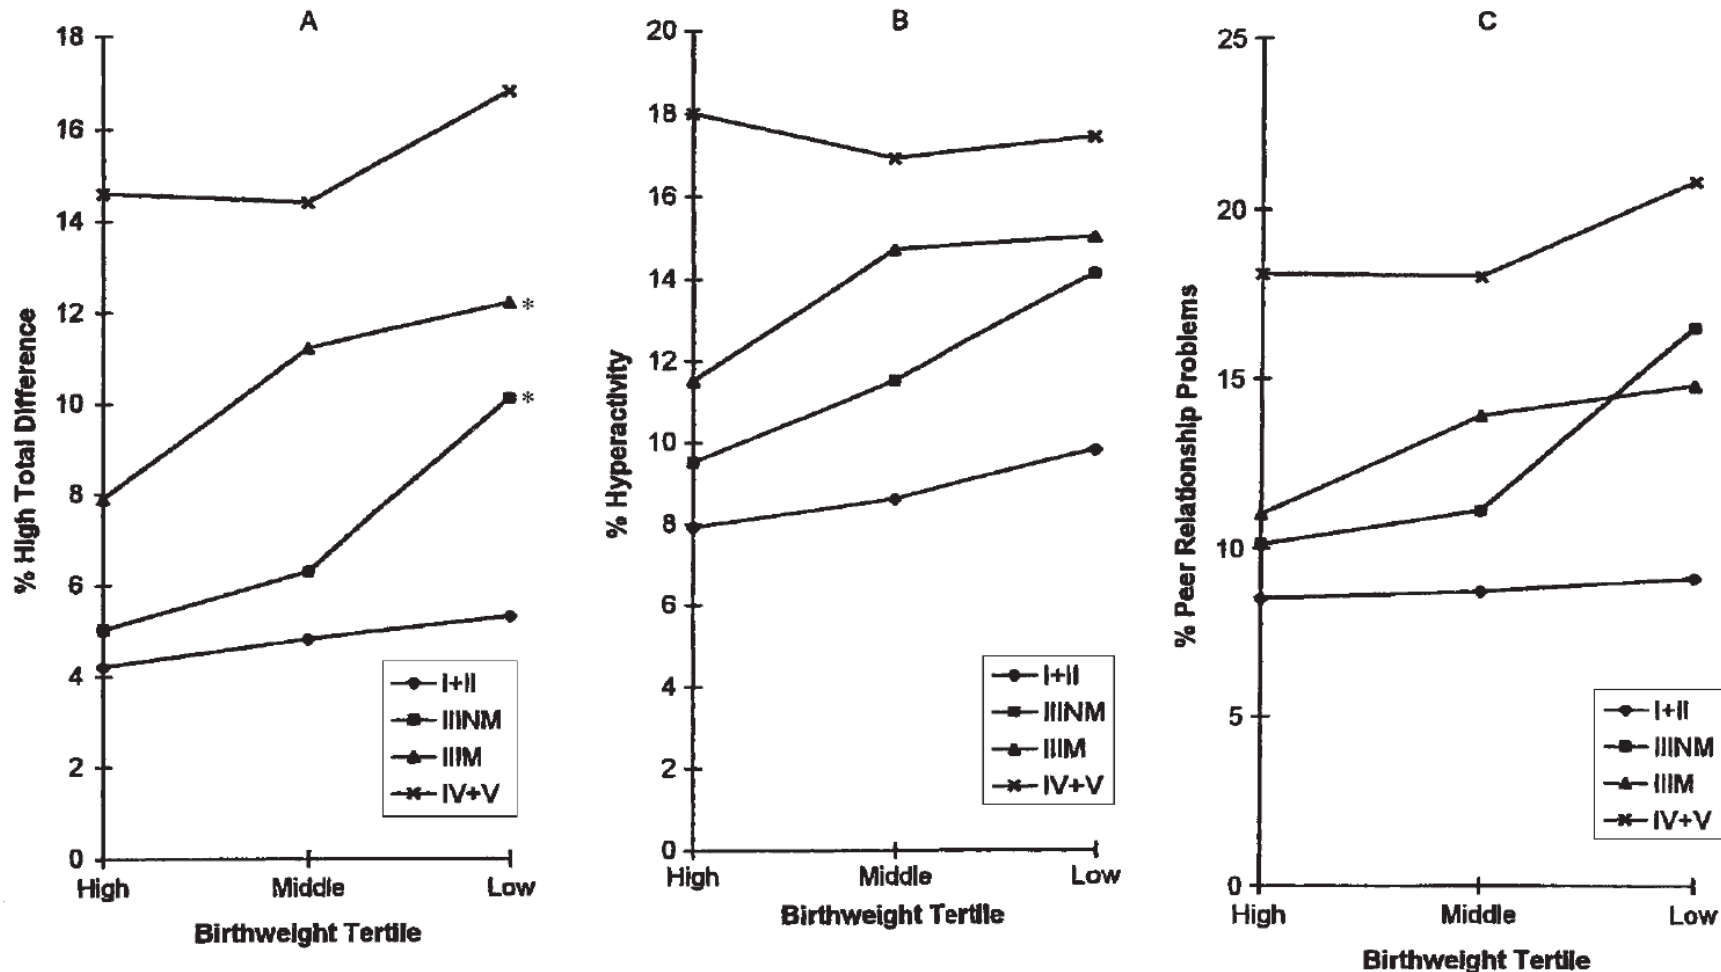 A
% High Total Difference
18
16
14
12
10
8
6
4
2
0
*
*
I+II
IIINM
IIIM
IV+V
High Middle Low
Birthweight Tertile
B
% Hyperactivity
20
18
16
14
12
10
8
6
4
2
0
I+II
IIINM
IIIM
IV+V
High Middle Low
Birthweight Tertile
C
% Peer Relationship Problems
25
20
15
10
5
0
I+II
IIINM
IIIM
IV+V
High Middle Low
Birthweight Tertile